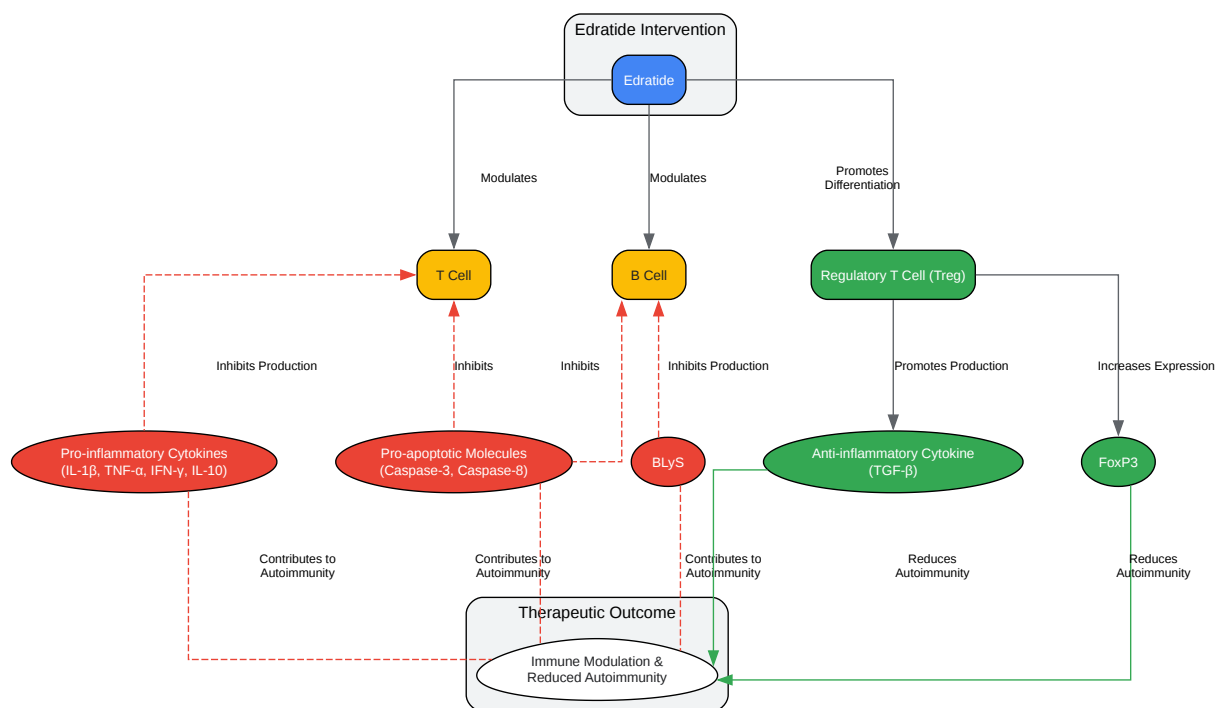 Edratide Intervention
Edratide
Modulates
Modulates
Promotes
Differentiation
T Cell
B Cell
Regulatory T Cell (Treg)
Inhibits Production
Inhibits
Inhibits
Inhibits Production
Promotes Production
Increases Expression
Pro-inflammatory Cytokines
(IL-1β, TNF-α, IFN-γ, IL-10)
Pro-apoptotic Molecules
(Caspase-3, Caspase-8)
BLyS
Anti-inflammatory Cytokine
(TGF-β)
FoxP3
Contributes to
Autoimmunity
Contributes to
Autoimmunity
Contributes to
Autoimmunity
Reduces
Autoimmunity
Reduces
Autoimmunity
Therapeutic Outcome
Immune Modulation &
Reduced Autoimmunity